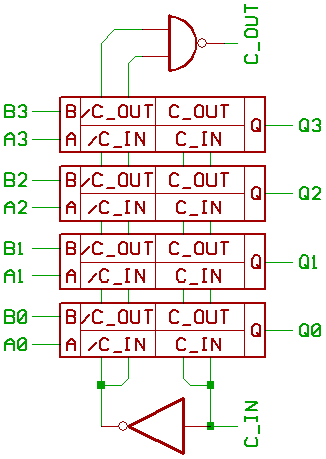 C_OUT
B3 B /C_OUT C_OUT Q Q3
A3 A /C_IN C_IN
B2 B /C_OUT C_OUT Q Q2
A2 A /C_IN C_IN
B1 B /C_OUT C_OUT Q Q1
A1 A /C_IN C_IN
B0 B /C_OUT C_OUT Q Q0
A0 A /C_IN C_IN
C_IN